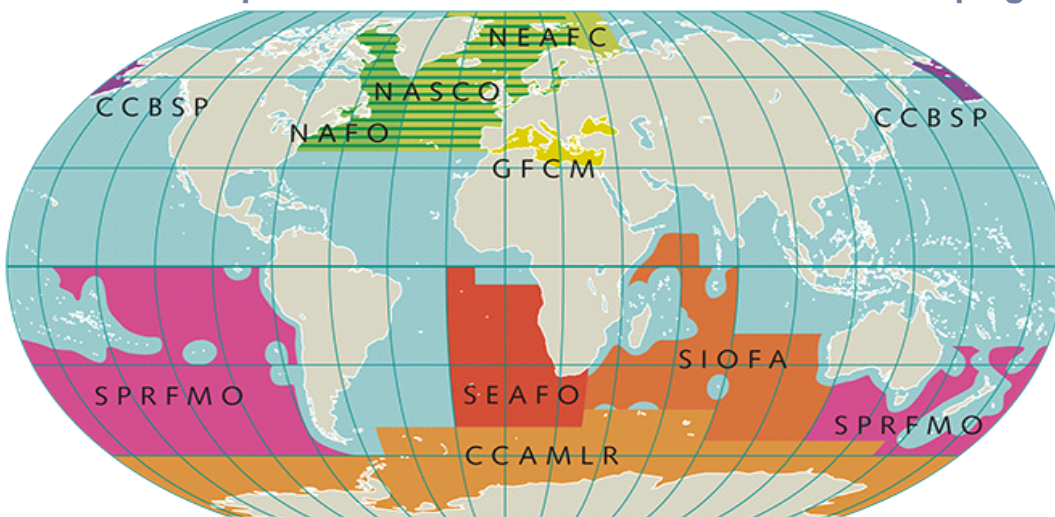 NEAFC
NASCO
CCBSP
CCBSP
NAFO
GFCM
SIOFA
SPRFMO
SEAFO
SPRFMO
CCAMLR